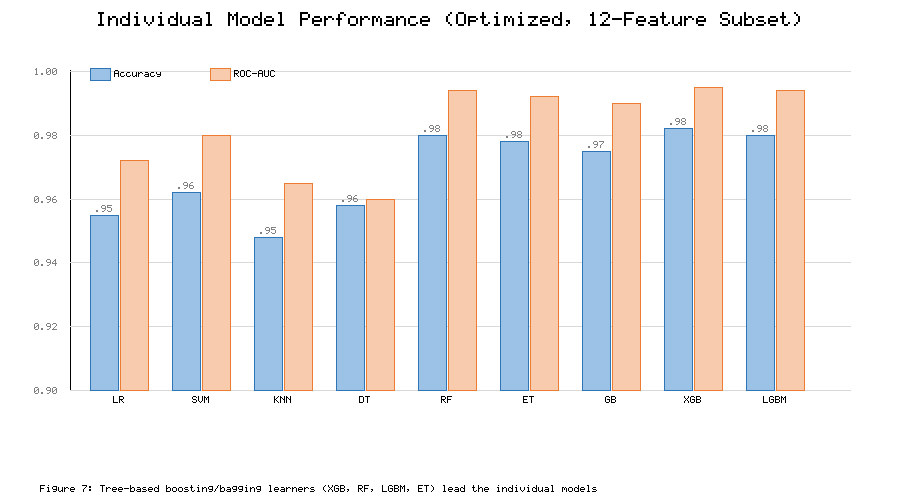 Individual Model Performance (Optimized, 12-Feature Subset)
1.00
Accuracy ROC-AUC
.98 .98 .97 .98 .98
0.98
.96 .96
0.96
.95 .95
0.94
0.92
0.90
LR SVM KNN DT RF ET GB XGB LGBM
Figure 7: Tree-based boosting/bagging learners (XGB, RF, LGBM, ET) lead the individual models